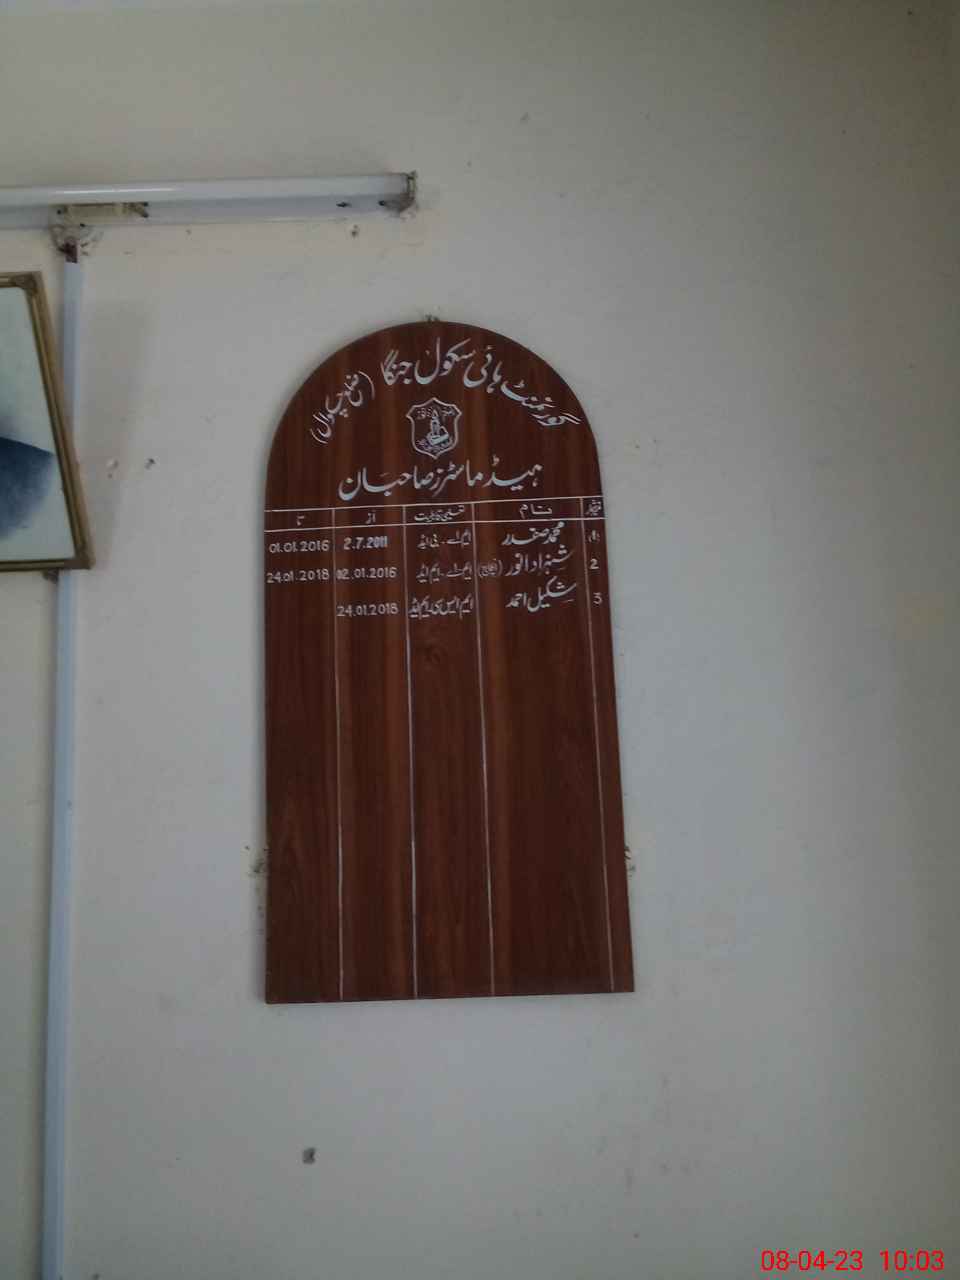 گورنمنٹ ہائی سکول جنگا (ضلع چکوال)
ہیڈ ماسٹرز صاحبان
نمبرشمار نام تعلیمی قابلیت از تا
1 محمد صفدر ایم اے۔ بی ایڈ 2.7.2011 01.01.2016
2 شہزاد انور (انچارج) ایم اے۔ ایم ایڈ 02.01.2016 24.01.2018
3 شکیل احمد ایم ایس سی۔ ایم ایڈ 24.01.2018
08-04-23 10:03